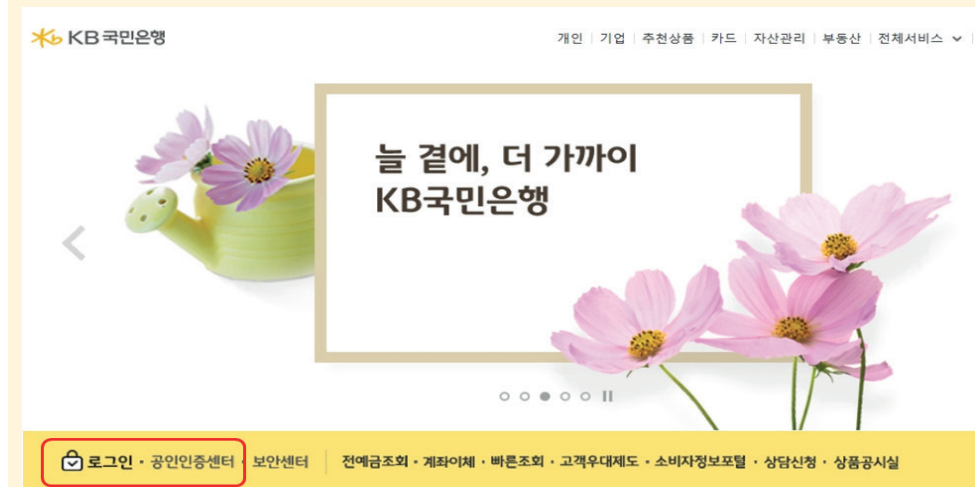 KB국민은행
개인 | 기업 | 추천상품 | 카드 | 자산관리 | 부동산 | 전체서비스
늘 곁에, 더 가까이
KB국민은행
로그인 · 공인인증센터 · 보안센터 | 전예금조회 · 계좌이체 · 빠른조회 · 고객우대제도 · 소비자정보포털 · 상담신청 · 상품공시실